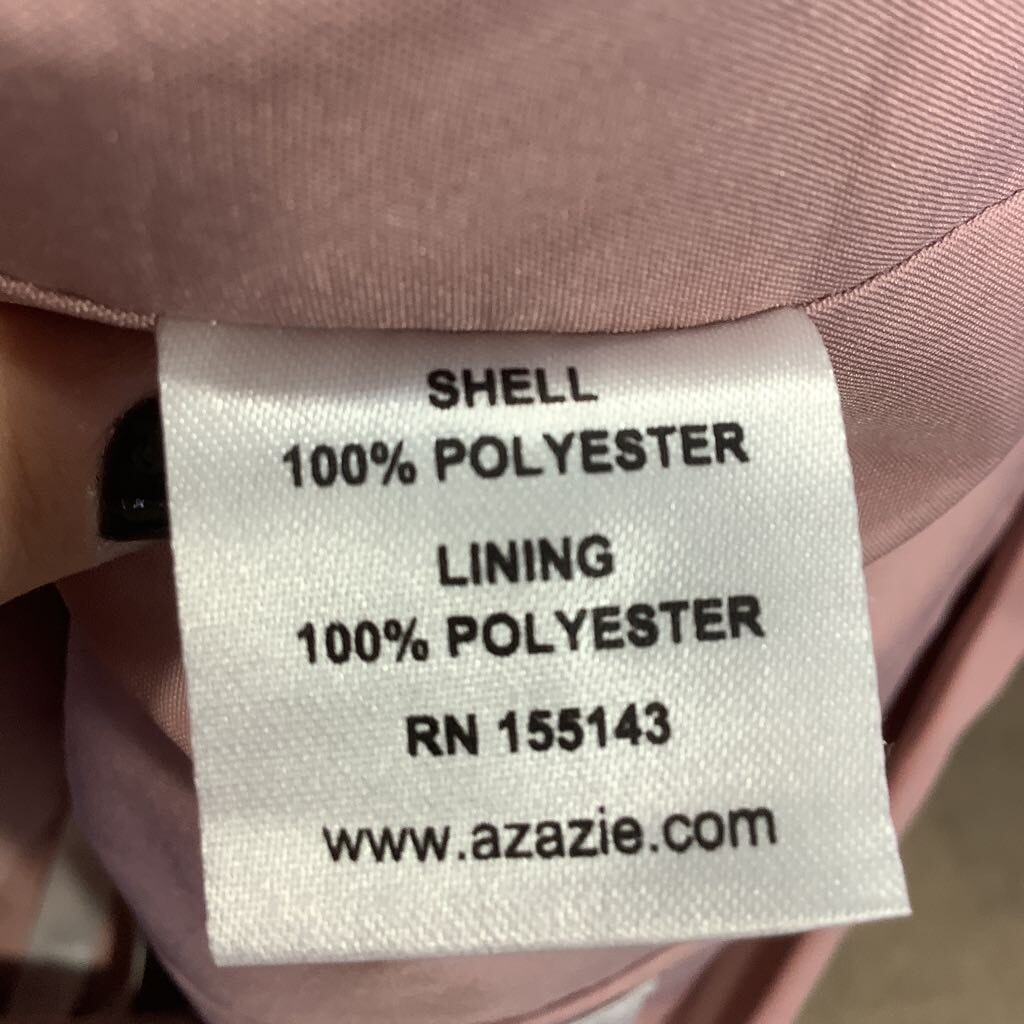 SHELL
100% POLYESTER
LINING
100% POLYESTER
RN 155143
www.azazie.com